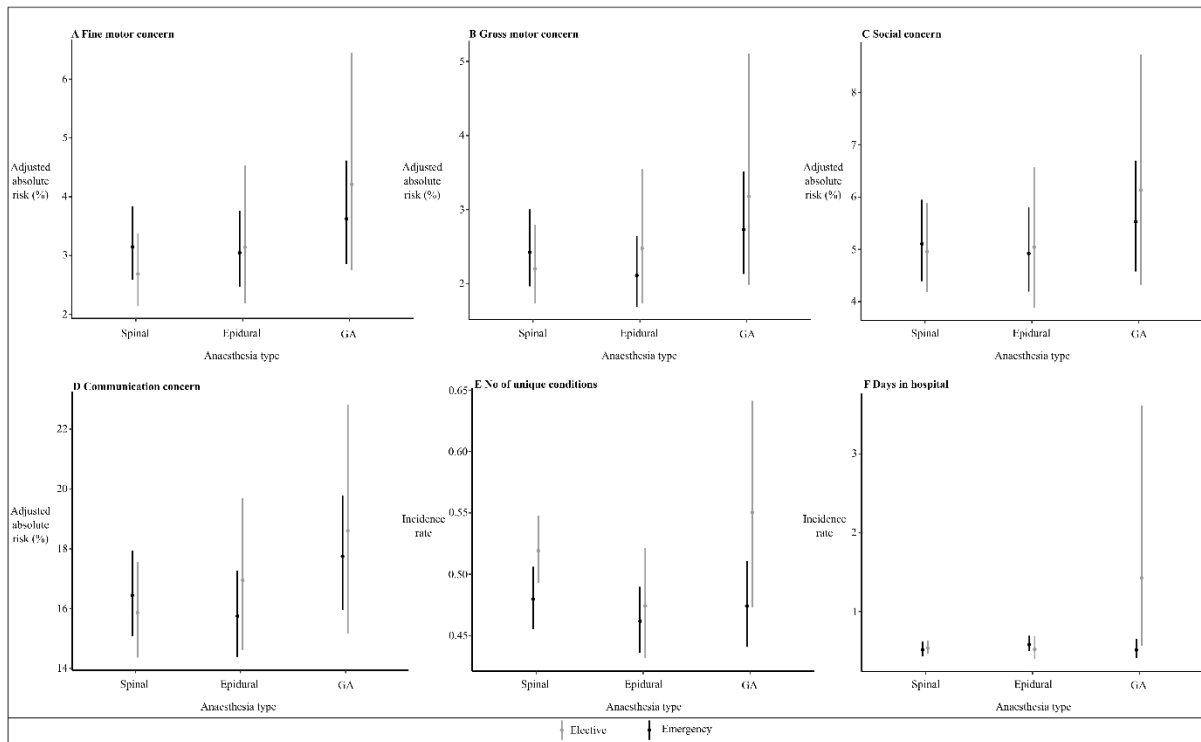 A Fine motor concern
6
5
Adjusted
absolute
risk (%)
4
3
2
Spinal
Epidural
GA
Anaesthesia type
B Gross motor concern
5
4
Adjusted
absolute
risk (%)
3
2
Spinal
Epidural
GA
Anaesthesia type
C Social concern
8
7
Adjusted
absolute
risk (%)
6
5
4
Spinal
Epidural
GA
Anaesthesia type
D Communication concern
22
20
Adjusted
absolute
risk (%)
18
16
14
Spinal
Epidural
GA
Anaesthesia type
E No of unique conditions
0.65
0.60
0.55
Incidence
rate
0.50
0.45
Spinal
Epidural
GA
Anaesthesia type
F Days in hospital
3
Incidence
rate
2
1
Spinal
Epidural
GA
Anaesthesia type
Elective
Emergency